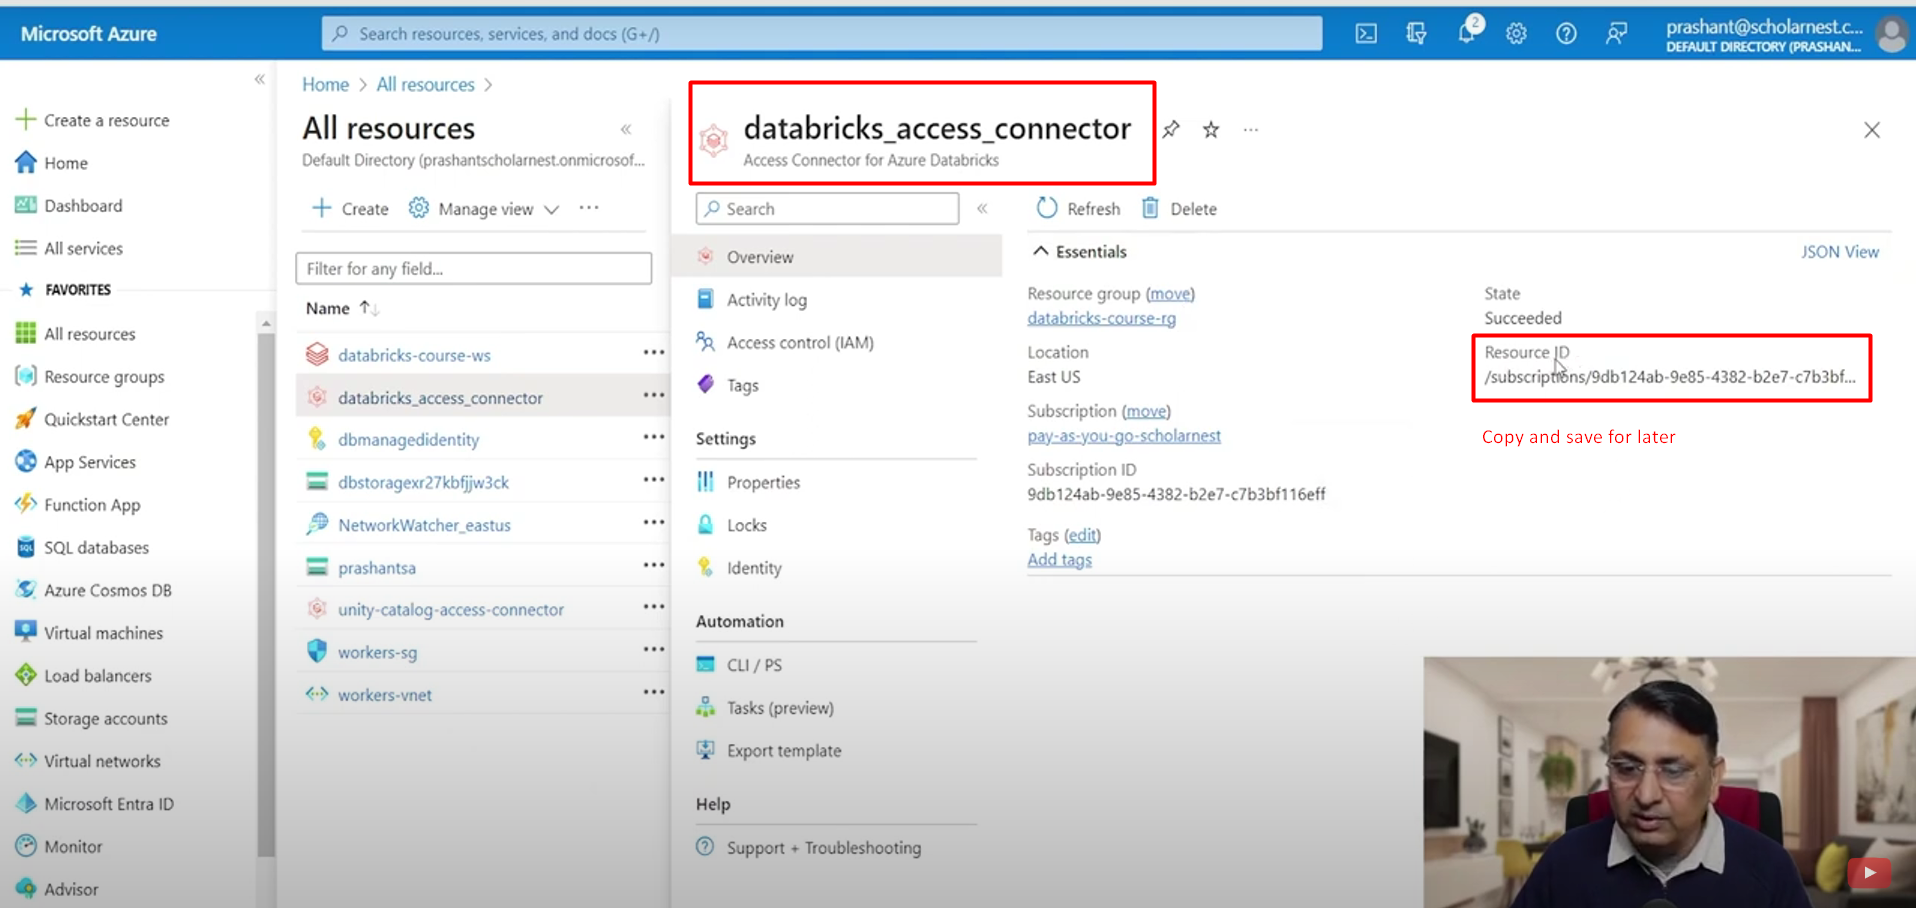 Microsoft Azure
Search resources, services, and docs (G+/)
2
prashant@scholarnest.c...
DEFAULT DIRECTORY (PRASHAN...
Create a resource
Home
Dashboard
All services
FAVORITES
All resources
Resource groups
Quickstart Center
App Services
Function App
SQL databases
Azure Cosmos DB
Virtual machines
Load balancers
Storage accounts
Virtual networks
Microsoft Entra ID
Monitor
Advisor
Home > All resources >
All resources
Default Directory (prashantscholarnest.onmicrosof...
Create
Manage view
Filter for any field...
Name
databricks-course-ws
databricks_access_connector
dbmanagedidentity
dbstoragexr27kbfjjw3ck
NetworkWatcher_eastus
prashantsa
unity-catalog-access-connector
workers-sg
workers-vnet
databricks_access_connector
Access Connector for Azure Databricks
Search
Overview
Activity log
Access control (IAM)
Tags
Settings
Properties
Locks
Identity
Automation
CLI / PS
Tasks (preview)
Export template
Help
Support + Troubleshooting
Refresh
Delete
Essentials
JSON View
Resource group (move)
databricks-course-rg
Location
East US
Subscription (move)
pay-as-you-go-scholarnest
Subscription ID
9db124ab-9e85-4382-b2e7-c7b3bf116eff
Tags (edit)
Add tags
State
Succeeded
Resource ID
/subscriptions/9db124ab-9e85-4382-b2e7-c7b3bf...
Copy and save for later